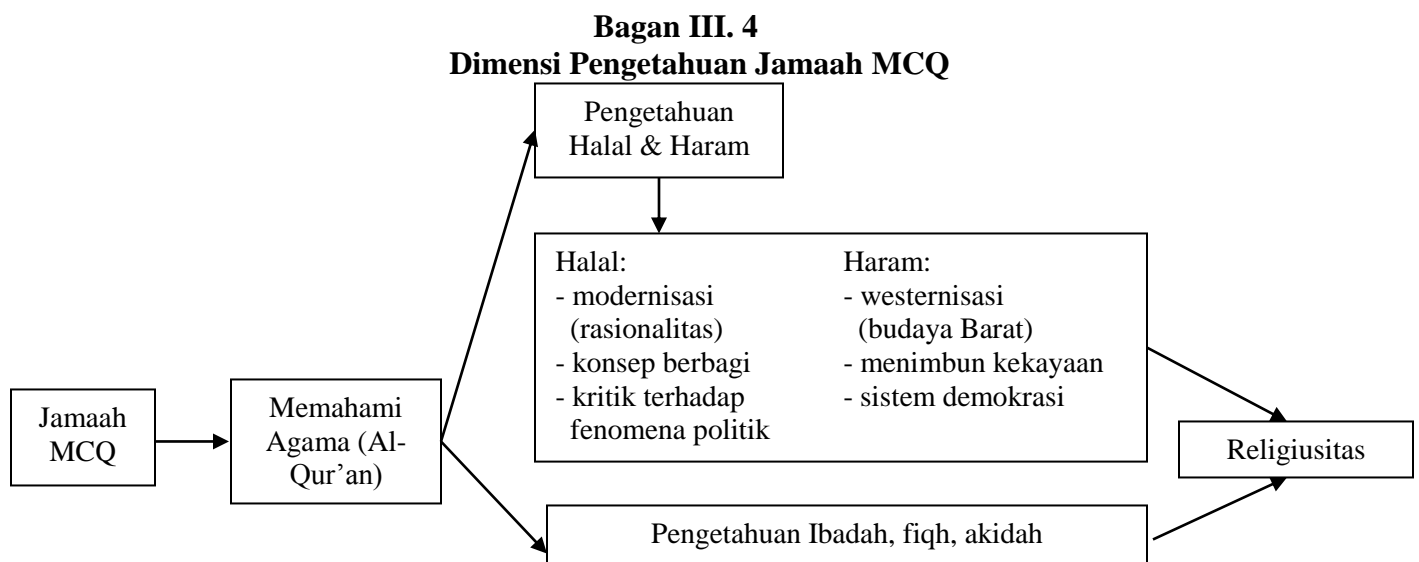 Bagan III. 4
Dimensi Pengetahuan Jamaah MCQ
Pengetahuan
Halal & Haram
Halal:
- modernisasi
(rasionalitas)
- konsep berbagi
- kritik terhadap
fenomena politik
Haram:
- westernisasi
(budaya Barat)
- menimbun kekayaan
- sistem demokrasi
Jamaah
MCQ
Memahami
Agama (Al-
Qur’an)
Religiusitas
Pengetahuan Ibadah, fiqh, akidah